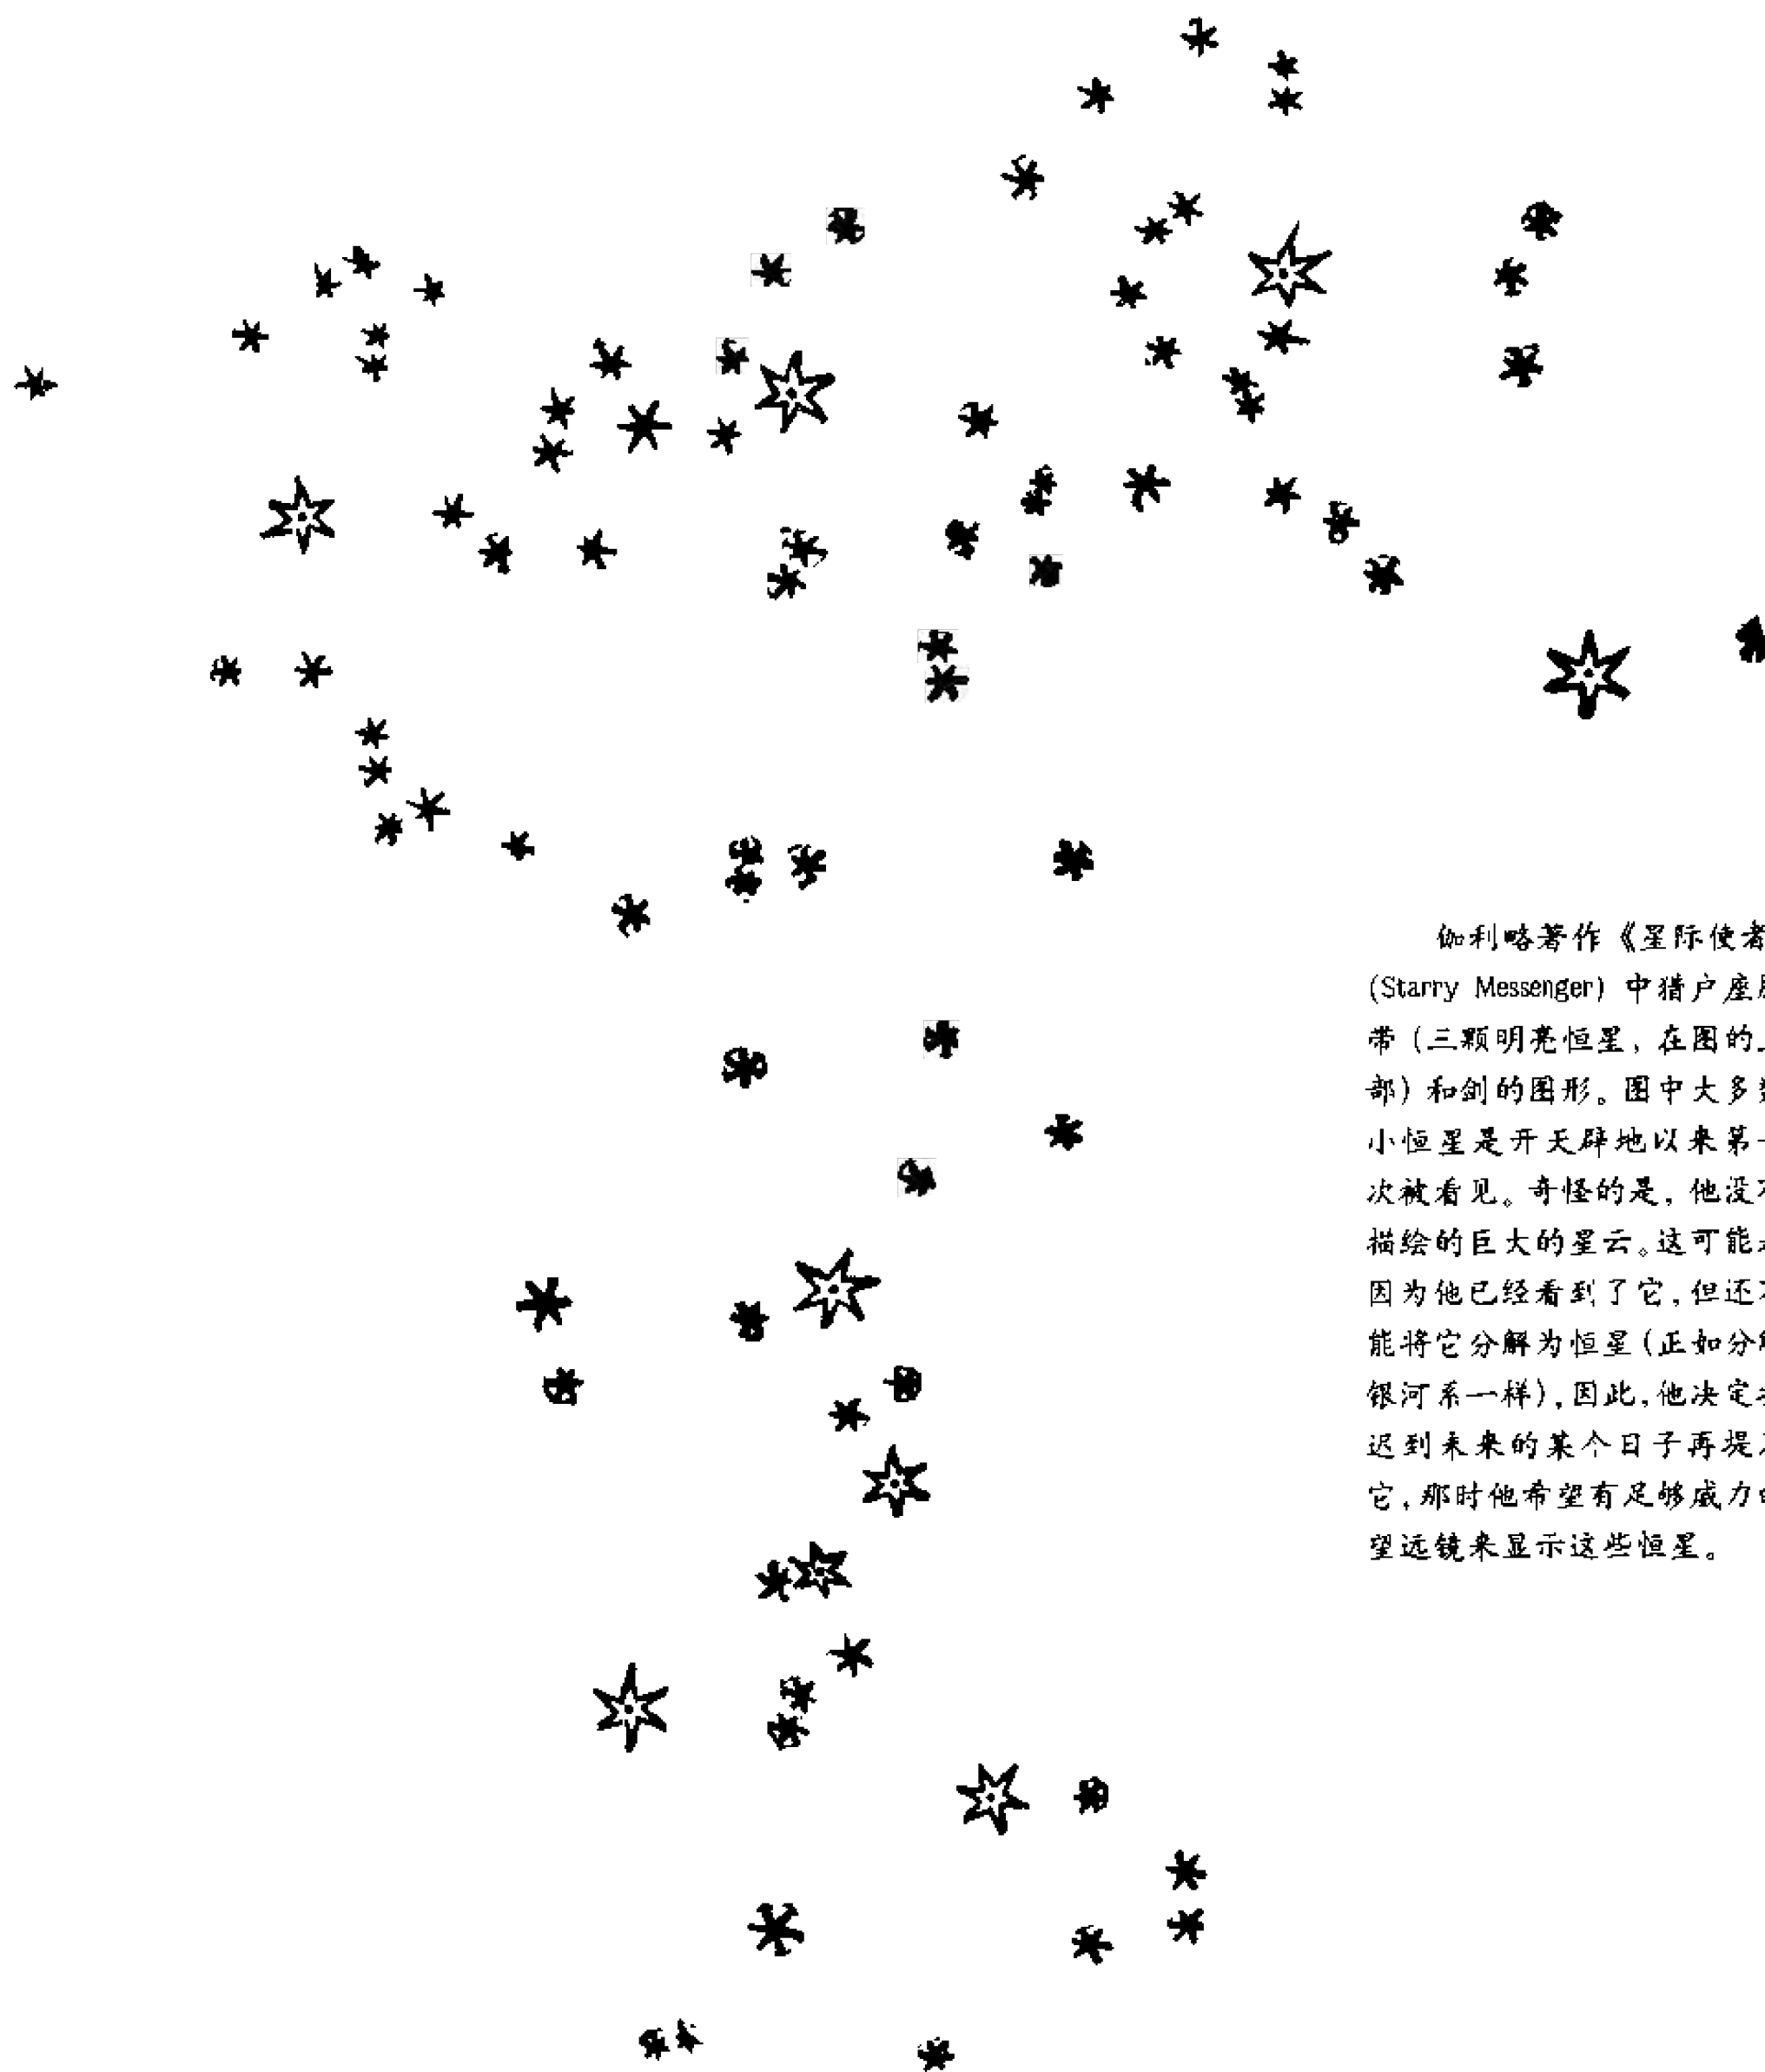 伽利略著作《星际使者
(Starry Messenger) 中猎户座
带 (三颗明亮恒星, 在图的
部) 和剑的图形。图中大多
小恒星是开天辟地以来第
次被看见。奇怪的是, 他没
描绘的巨大的星云。这可能
因为他已经看到了它, 但还
能将它分解为恒星 (正如分
银河系一样), 因此, 他决定
迟到未来的某个日子再堤
它, 那时他希望有足够威力
望远镜来显示这些恒星。